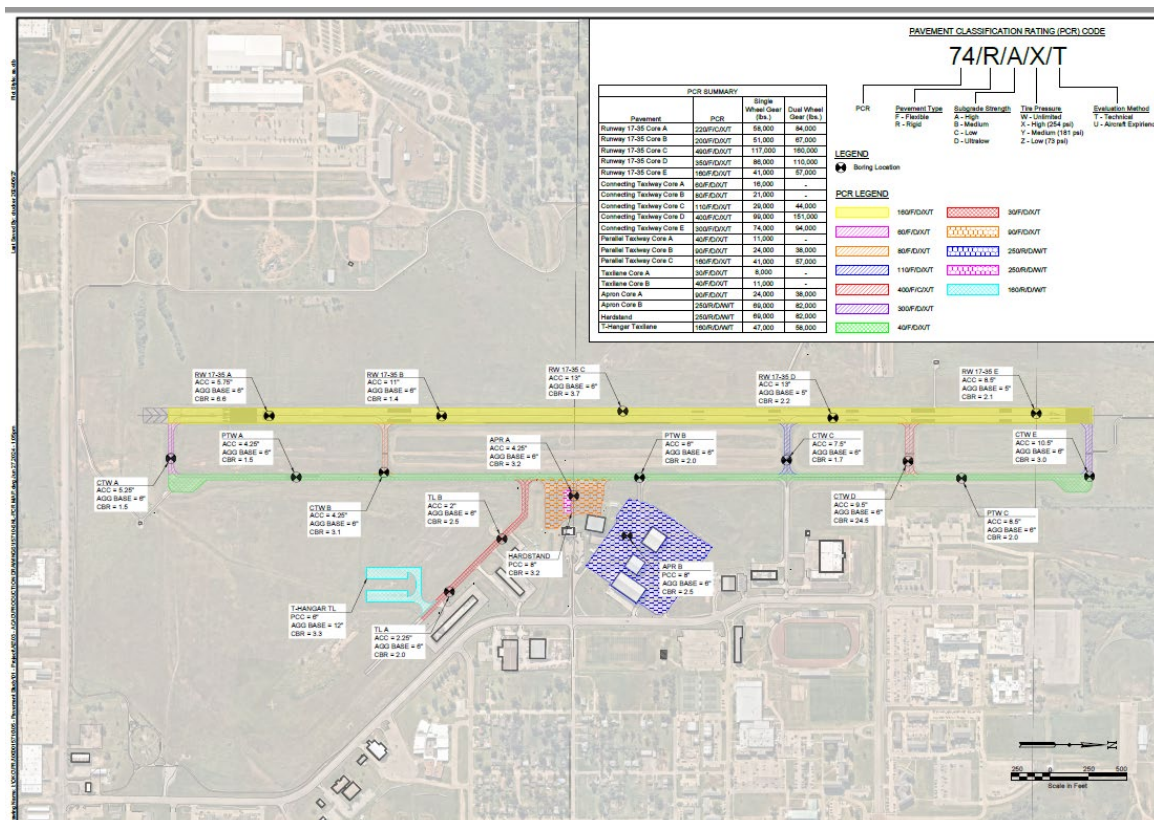 PAVEMENT CLASSIFICATION RATING (PCR) CODE
74/R/A/X/T
PCR
Pavement Type
F - Flexible
R - Rigid
Subgrade Strength
A - High
B - Medium
C - Low
D - Ultralow
Tire Pressure
W - Unlimited
X - High (254 psi)
Y - Medium (181 psi)
Z - Low (73 psi)
Evaluation Method
T - Technical
PCR SUMMARY
Pavement PCR Single Wheel Gear (lbs.) Dual Wheel Gear (lbs.)
Runway 17-35 Core A 220/F/C/X/T 58,000 84,000
Runway 17-35 Core B 200/F/D/X/T 51,000 67,000
Runway 17-35 Core C 490/F/D/X/T 117,000 160,000
Runway 17-35 Core D 350/F/D/X/T 86,000 110,000
Runway 17-35 Core E 160/F/D/X/T 41,000 57,000
Connecting Taxiway Core A 60/F/D/X/T 16,000 -
Connecting Taxiway Core B 80/F/D/X/T 21,000 -
Connecting Taxiway Core C 110/F/D/X/T 29,000 44,000
Connecting Taxiway Core D 400/F/C/X/T 99,000 151,000
Connecting Taxiway Core E 300/F/D/X/T 74,000 94,000
Parallel Taxiway Core A 40/F/D/X/T 11,000 -
Parallel Taxiway Core B 90/F/D/X/T 24,000 38,000
Parallel Taxiway Core C 160/F/D/X/T 41,000 57,000
Taxilane Core A 30/F/D/X/T 8,000 -
Taxilane Core B 40/F/D/X/T 11,000 -
Apron Core A 90/F/D/X/T 24,000 38,000
Apron Core B 250/R/D/W/T 69,000 82,000
Hardstand 250/R/D/W/T 69,000 82,000
T-Hangar Taxilane 160/R/D/W/T 47,000 58,000
LEGEND
Boring Location
PCR LEGEND
160/F/D/X/T
60/F/D/X/T
80/F/D/X/T
110/F/D/X/T
400/F/C/X/T
300/F/D/X/T
40/F/D/X/T
30/F/D/X/T
90/F/D/X/T
250/R/D/W/T
250/R/D/W/T
160/R/D/W/T
RW 17-35 A
ACC = 5.75"
AGG BASE = 6"
CBR = 6.6
RW 17-35 B
ACC = 11"
AGG BASE = 6"
CBR = 1.4
RW 17-35 C
ACC = 13"
AGG BASE = 6"
CBR = 3.7
RW 17-35 D
ACC = 13"
AGG BASE = 5"
CBR = 2.2
RW 17-35 E
ACC = 8.5"
AGG BASE = 5"
CBR = 2.1
PTW A
ACC = 4.25"
AGG BASE = 6"
CBR = 1.5
APR A
ACC = 4.25"
AGG BASE = 6"
CBR = 3.2
PTW B
ACC = 6"
AGG BASE = 6"
CBR = 2.0
CTW C
ACC = 7.5"
AGG BASE = 6"
CBR = 1.7
CTW E
ACC = 10.5"
AGG BASE = 6"
CBR = 3.0
CTW A
ACC = 5.25"
AGG BASE = 6"
CBR = 1.5
CTW B
ACC = 4.25"
AGG BASE = 6"
CBR = 3.1
TL B
ACC = 2"
AGG BASE = 6"
CBR = 2.5
CTW D
ACC = 9.5"
AGG BASE = 6"
CBR = 24.5
PTW C
ACC = 8.5"
AGG BASE = 6"
CBR = 2.0
HARDSTAND
PCC = 8"
CBR = 3.2
APR B
PCC = 8"
AGG BASE = 6"
CBR = 2.5
T-HANGAR TL
PCC = 6"
AGG BASE = 12"
CBR = 3.3
TL A
ACC = 2.25"
AGG BASE = 6"
CBR = 2.0
N
250 0 250 500
Scale in Feet